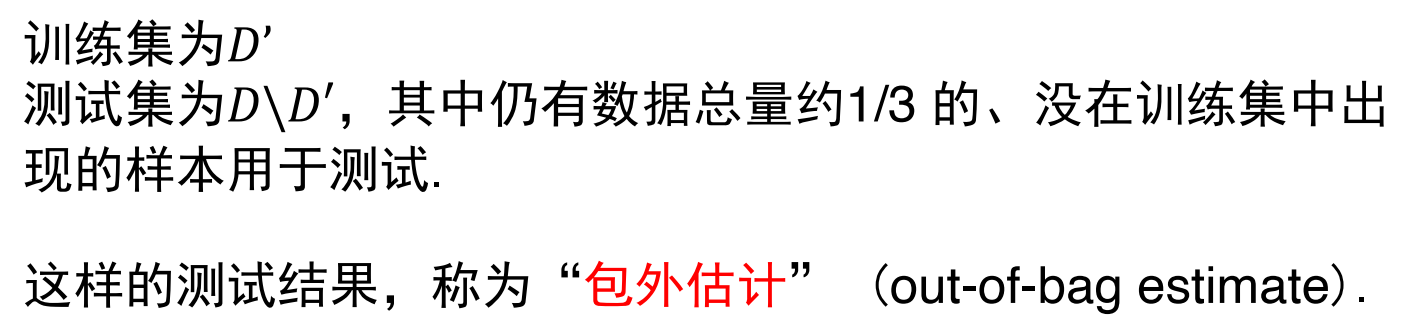 训练集为D’
测试集为D\D′，其中仍有数据总量约1/3 的、没在训练集中出
现的样本用于测试.
这样的测试结果，称为“包外估计”（out-of-bag estimate）.